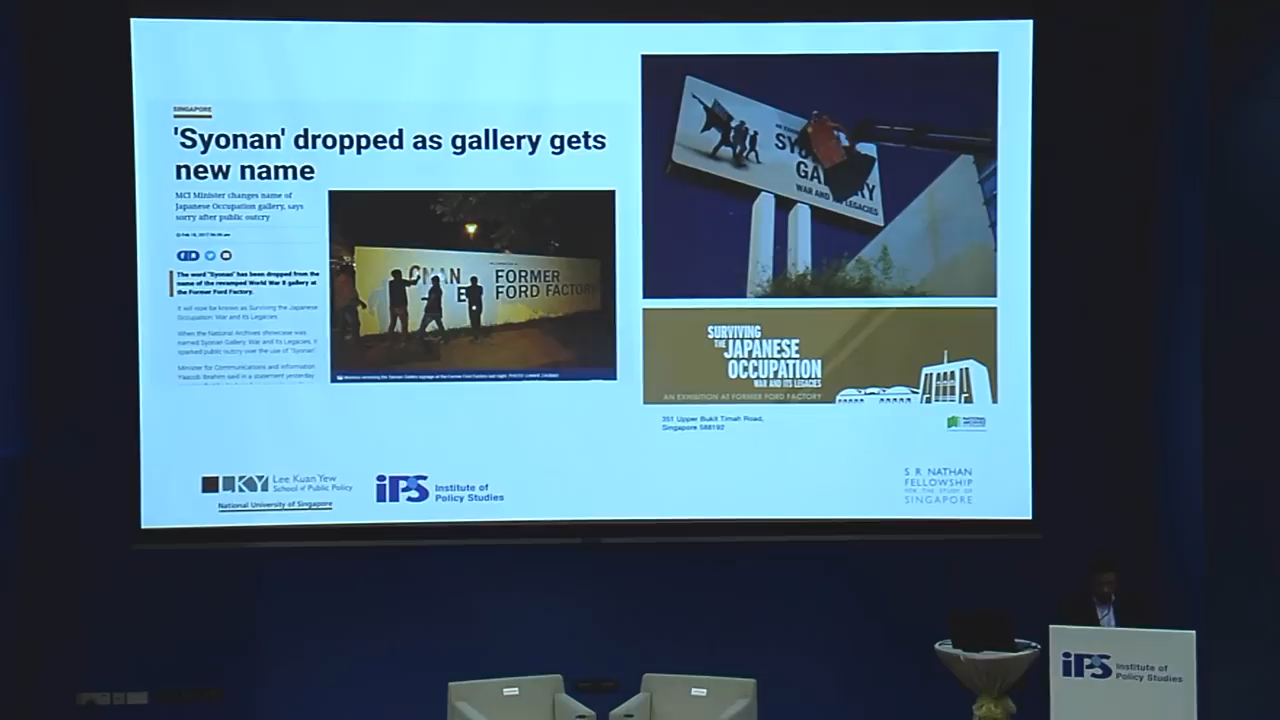 SINGAPORE
'Syonan' dropped as gallery gets
new name
MCI Minister changes name of
Japanese Occupation gallery, says
sorry after public outcry
The word "Syonan" has been dropped from the
name of the revamped World War II gallery at
the Former Ford Factory.
It will now be known as Surviving the Japanese
Occupation: War and Its Legacies.
When the National Archives showcase was
named Syonan Gallery: War and Its Legacies, it
sparked public outcry over the use of "Syonan".
Minister for Communications and Information
Yaacob Ibrahim said in a statement yesterday
ONAN
FORMER
FORD FACTORY
SYO
GA RY
WAR AND LEGACIES
SURVIVING
THE JAPANESE
OCCUPATION
WAR AND ITS LEGACIES
AN EXHIBITION AT FORMER FORD FACTORY
351 Upper Bukit Timah Road,
Singapore 588192
LKY Lee Kuan Yew
School of Public Policy
National University of Singapore
iPS Institute of
Policy Studies
S R NATHAN
FELLOWSHIP
FOR THE STUDY OF
SINGAPORE
iPS Institute of
Policy Studies